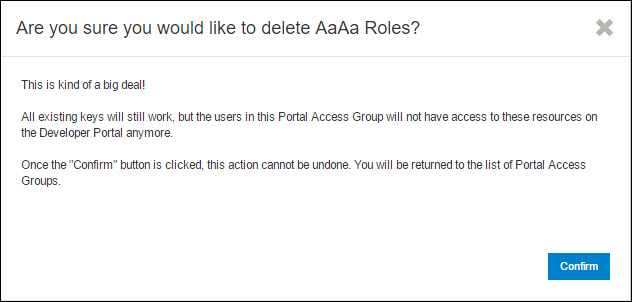 Are you sure you would like to delete AaAa Roles?
This is kind of a big deal!
All existing keys will still work, but the users in this Portal Access Group will not have access to these resources on
the Developer Portal anymore.
Once the "Confirm" button is clicked, this action cannot be undone. You will be returned to the list of Portal Access
Groups.
Confirm